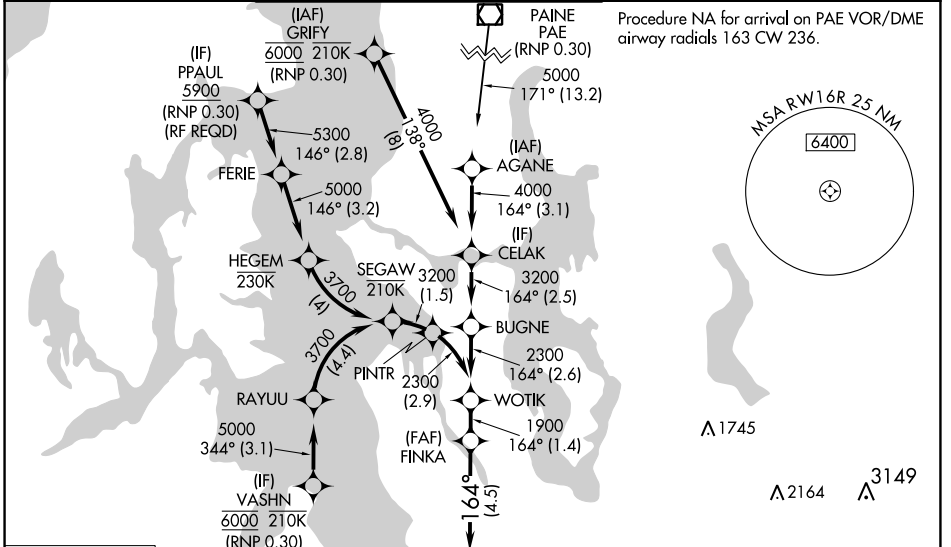 (IAF)
GRIFY
6000 210K
(RNP 0.30)
PAINE
PAE
(RNP 0.30)
5000
171° (13.2)
Procedure NA for arrival on PAE VOR/DME
airway radials 163 CW 236.
MSA RW16R 25 NM
6400
(IF)
PPAUL
5900
(RNP 0.30)
(RF REQD)
5300
146° (2.8)
4000
138°
(8)
FERIE
5000
146° (3.2)
(IAF)
AGANE
4000
164° (3.1)
(IF)
CELAK
HEGEM
230K
3700
(4)
SEGAW
210K
3200
(1.5)
3200
164° (2.5)
BUGNE
3700
(4.4)
PINTR
2300
(2.9)
2300
164° (2.6)
RAYUU
WOTIK
5000
344° (3.1)
(FAF)
FINKA
1900
164° (1.4)
(IF)
VASHN
6000 210K
(RNP 0.30)
164°
(4.5)
1745
2164
3149